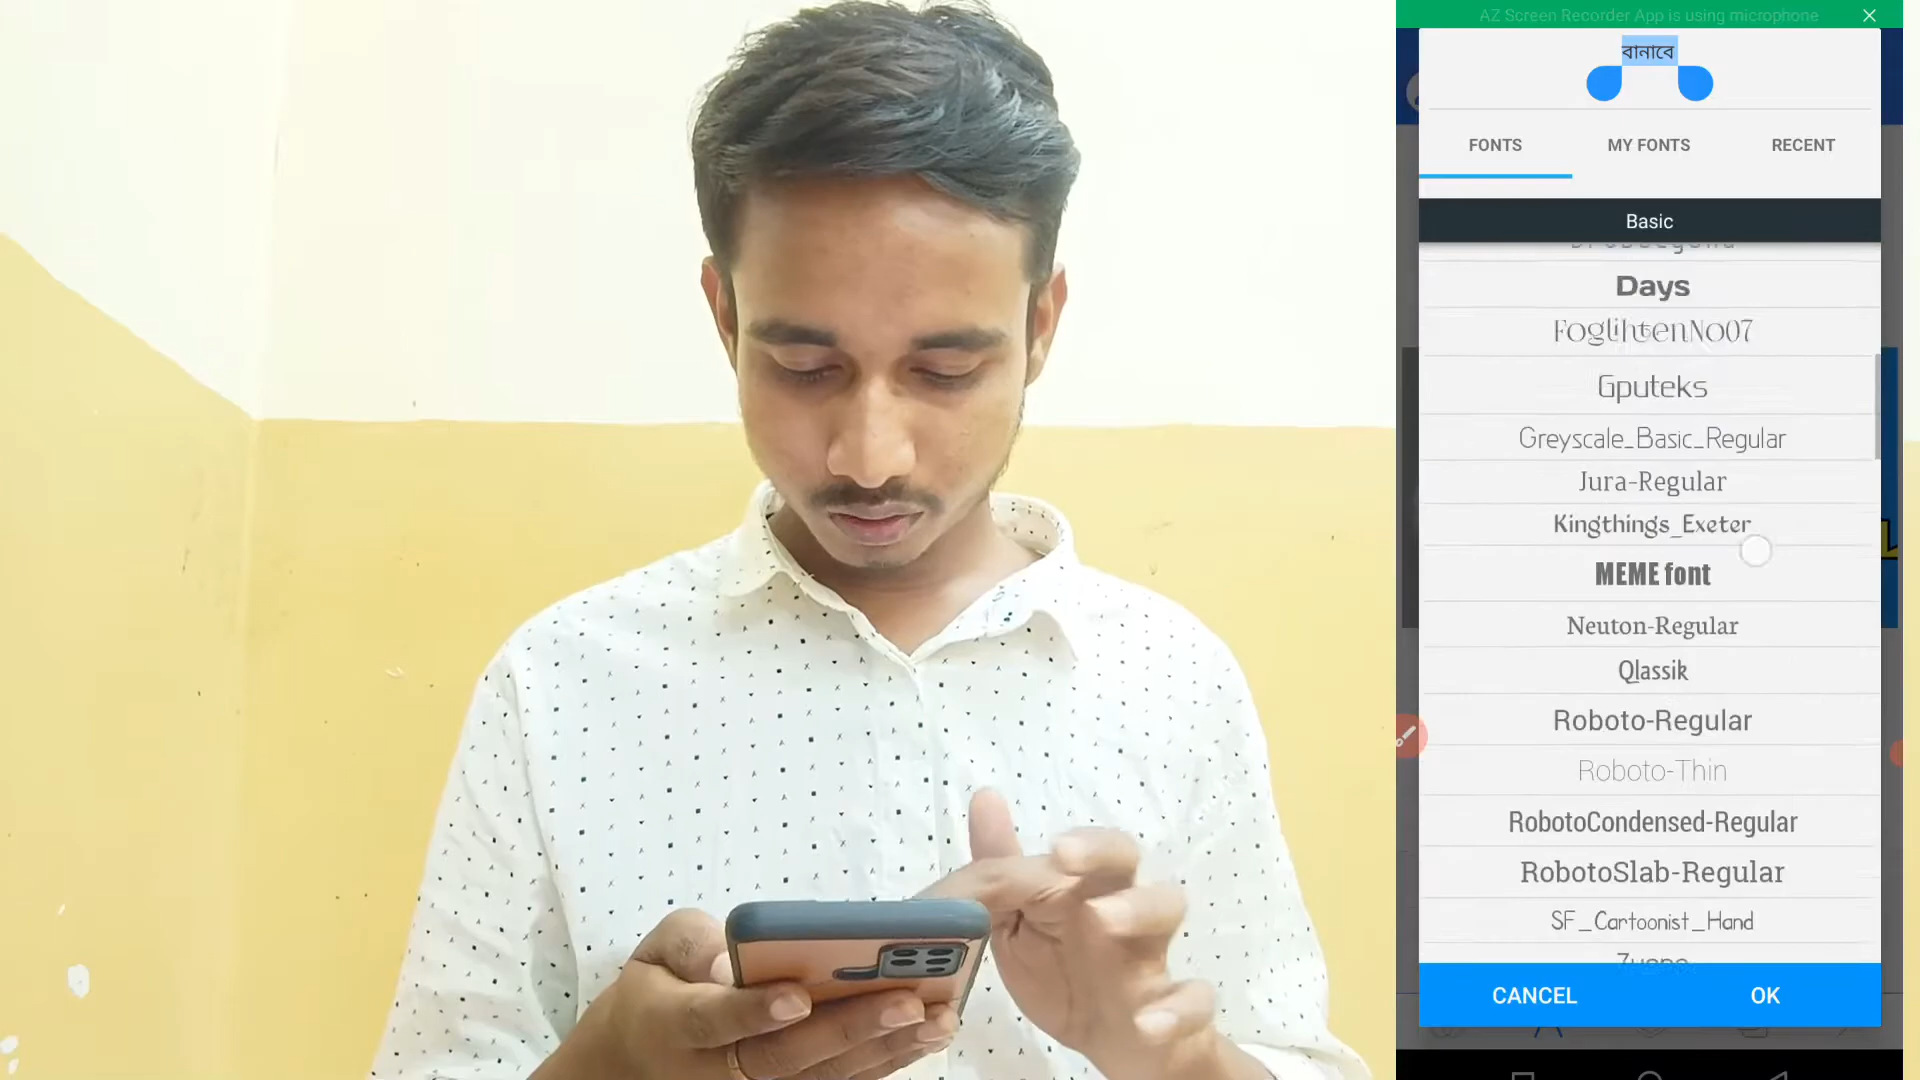 AZ Screen Recorder App is using microphone
বানাবে
FONTS
MY FONTS
RECENT
Basic
Days
FoglihtenNo07
Gputeks
Greyscale_Basic_Regular
Jura-Regular
Kingthings_Exeter
MEME font
Neuton-Regular
Qlassik
Roboto-Regular
Roboto-Thin
RobotoCondensed-Regular
RobotoSlab-Regular
SF_Cartoonist_Hand
CANCEL
OK